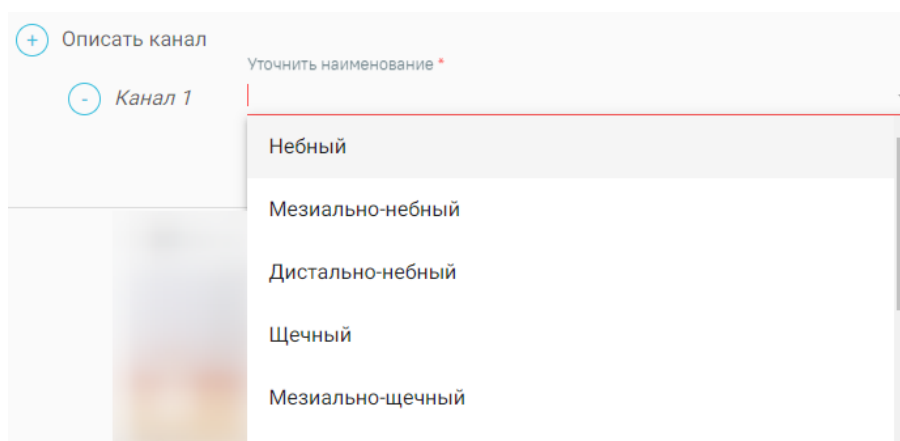 + Описать канал
Уточнить наименование *
- Канал 1
Небный
Мезиально-небный
Дистально-небный
Щечный
Мезиально-щечный